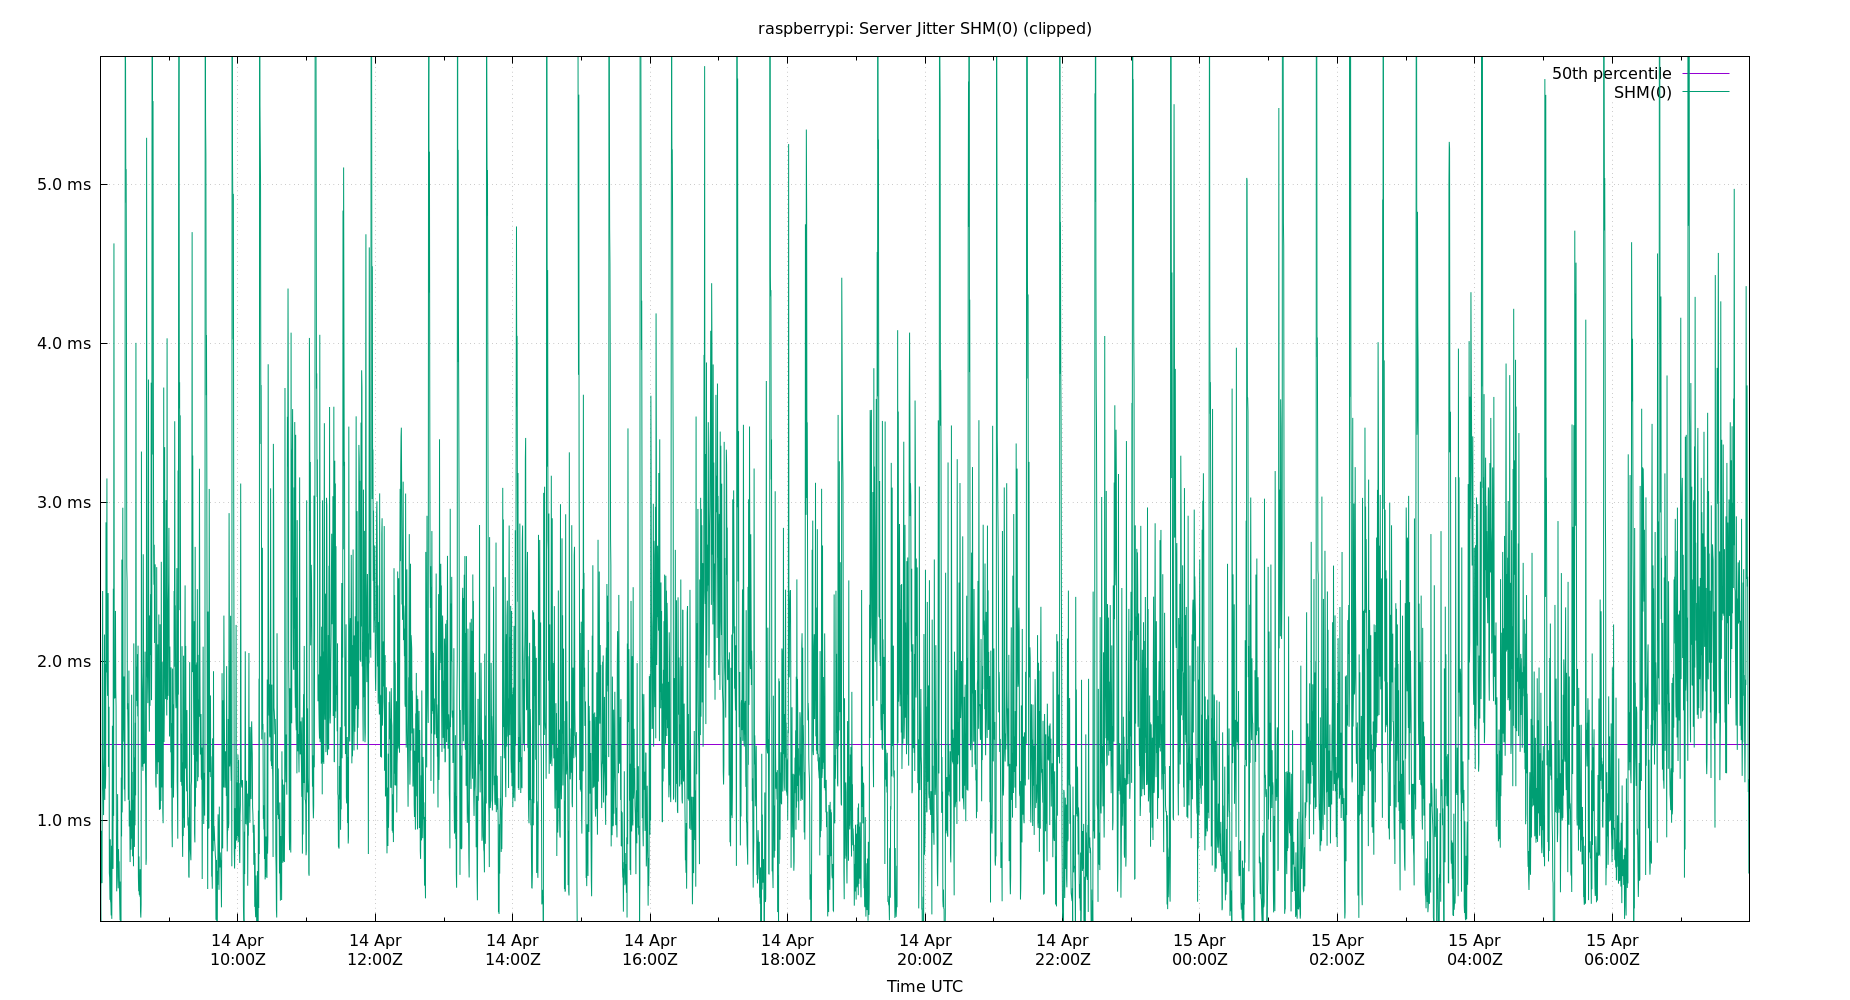 raspberrypi: Server Jitter SHM(0) (clipped)
50th percentile
SHM(0)
5.0 ms
4.0 ms
3.0 ms
2.0 ms
1.0 ms
14 Apr 14 Apr 14 Apr 14 Apr 14 Apr 14 Apr 14 Apr 15 Apr 15 Apr 15 Apr 15 Apr
10:00Z 12:00Z 14:00Z 16:00Z 18:00Z 20:00Z 22:00Z 00:00Z 02:00Z 04:00Z 06:00Z
Time UTC